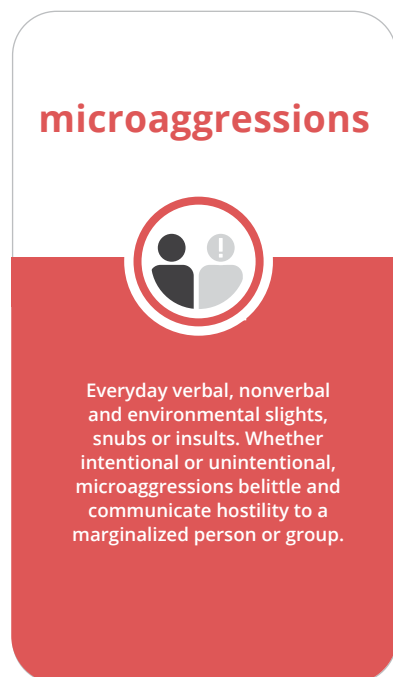 microaggressions
!
Everyday verbal, nonverbal
and environmental slights,
snubs or insults. Whether
intentional or unintentional,
microaggressions belittle and
communicate hostility to a
marginalized person or group.